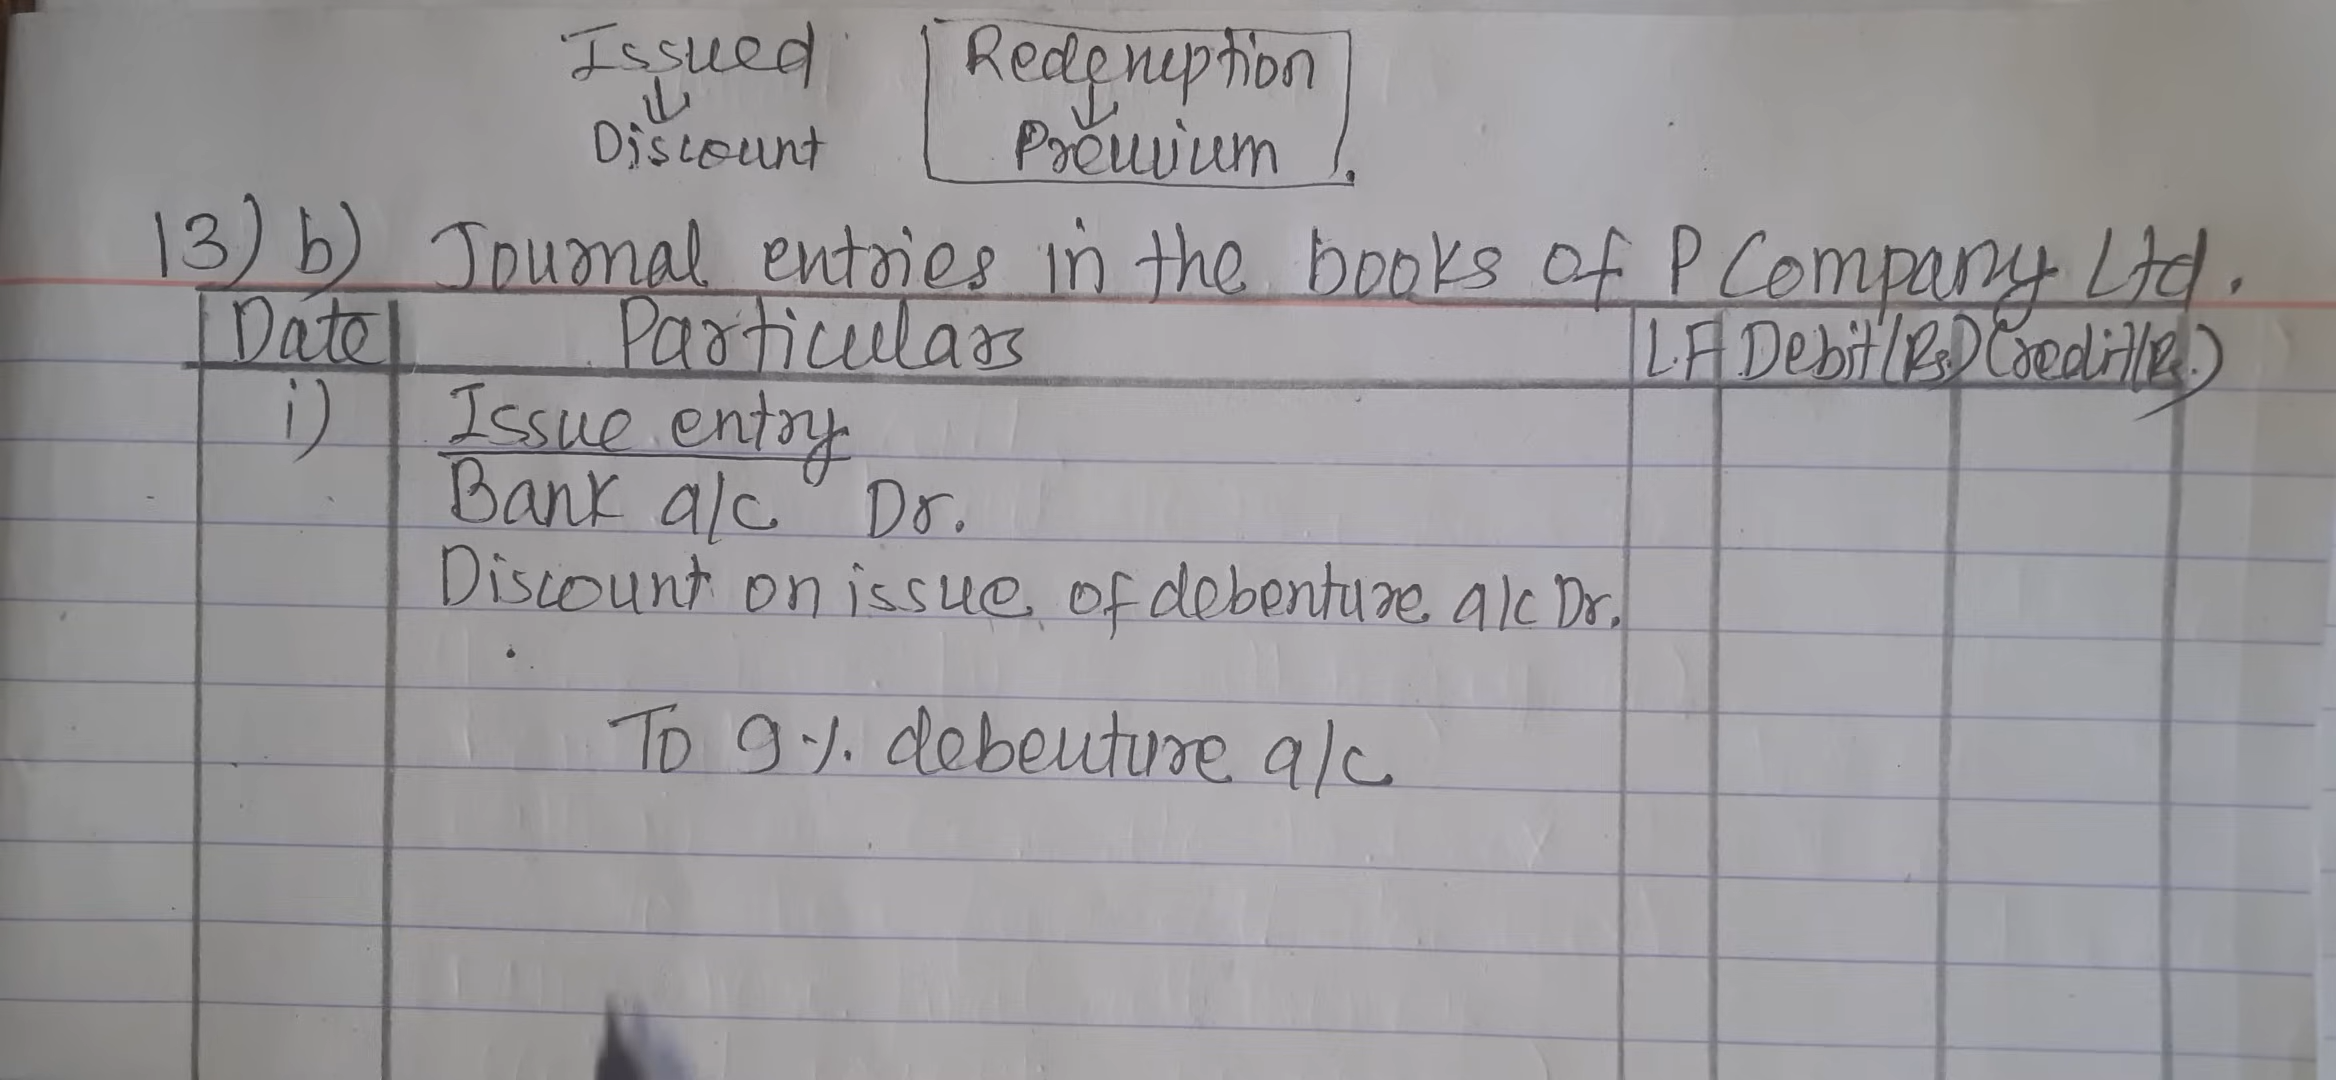 Issued Redemption
Discount Premium
13) b) Journal entries in the books of P Company Ltd.
Date Particulars L.F Debit(Rs.) Credit(Rs.)
i) Issue entry
Bank a/c Dr.
Discount on issue of debenture a/c Dr.
To 9%. debenture a/c